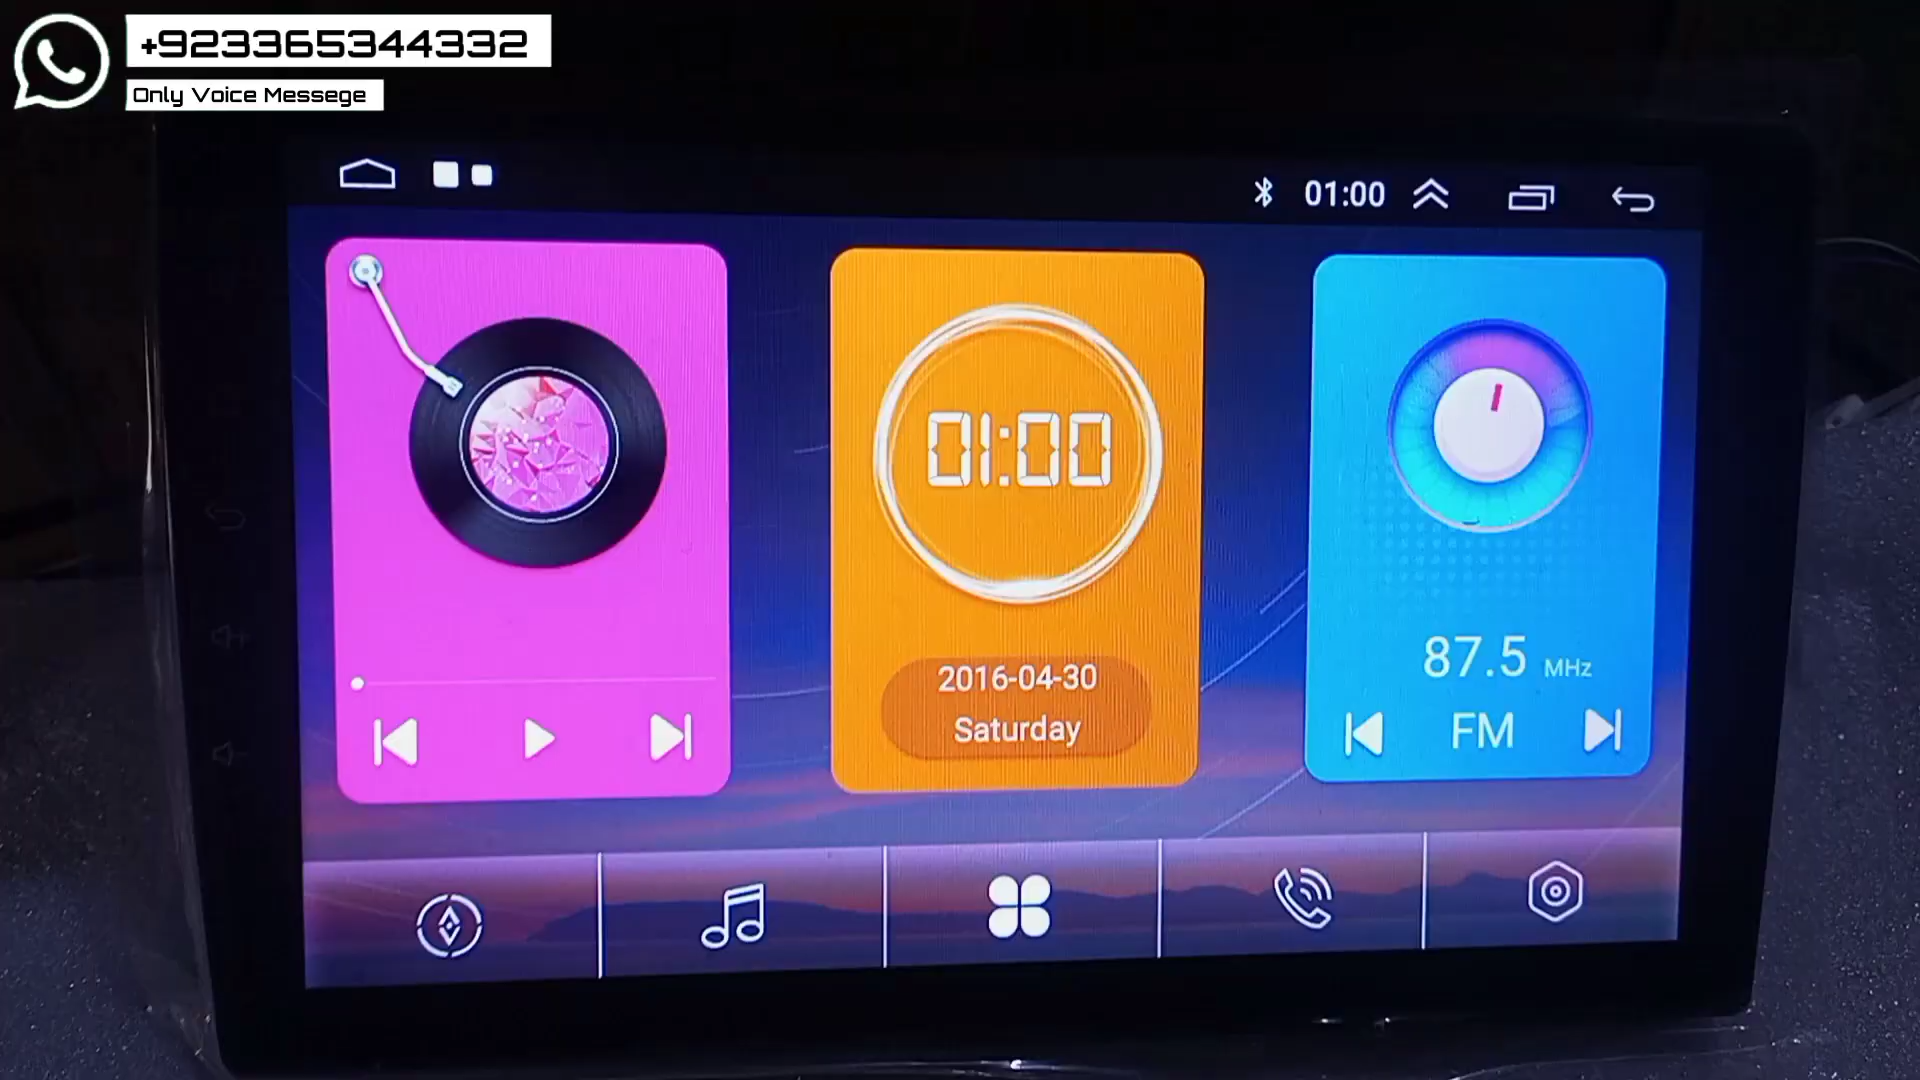 +923365344332
Only Voice Messege
01:00
01:00
2016-04-30
Saturday
87.5 MHz
FM